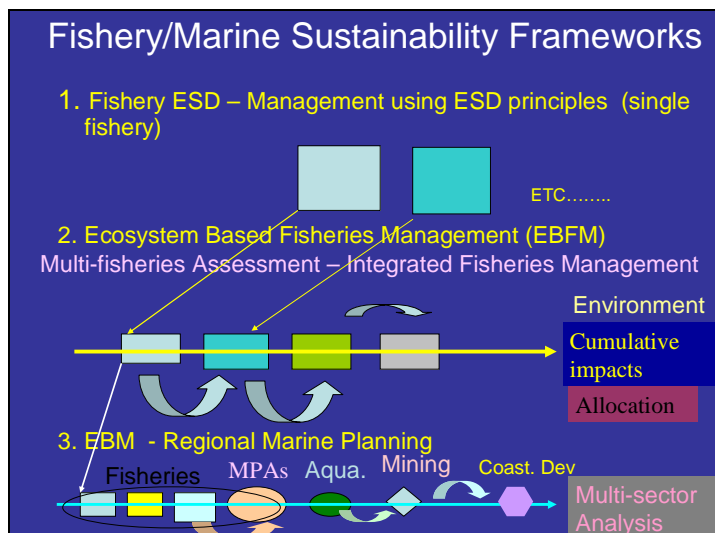 Fishery/Marine Sustainability Frameworks
1. Fishery ESD – Management using ESD principles (single
fishery)
ETC……..
2. Ecosystem Based Fisheries Management (EBFM)
Multi-fisheries Assessment – Integrated Fisheries Management
Environment
Cumulative
impacts
Allocation
3. EBM - Regional Marine Planning
Fisheries
MPAs
Aqua.
Mining
Coast. Dev
Multi-sector
Analysis